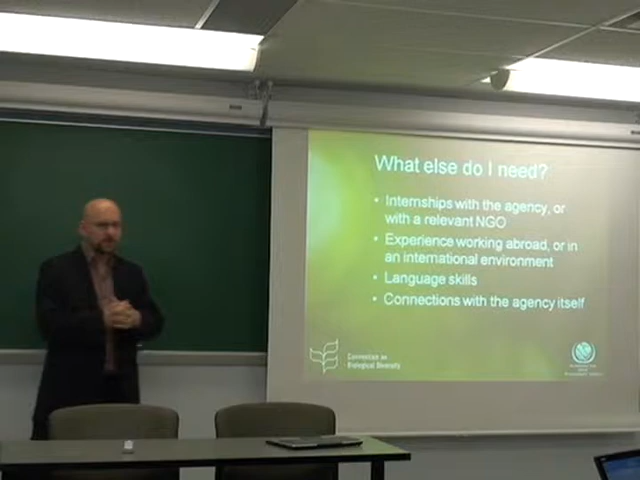 What else do I need?
• Internships with the agency, or
with a relevant NGO
• Experience working abroad, or in
an international environment
• Language skills
• Connections with the agency itself
Convention on
Biological Diversity